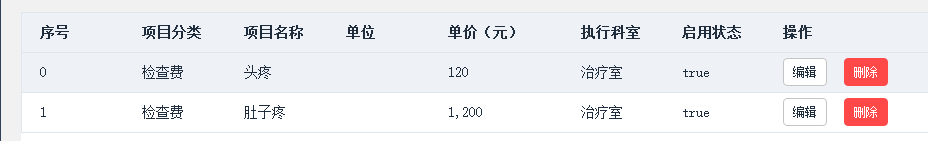 序号 项目分类 项目名称 单位 单价（元） 执行科室 启用状态 操作
0 检查费 头疼 120 治疗室 true 编辑 删除
1 检查费 肚子疼 1,200 治疗室 true 编辑 删除